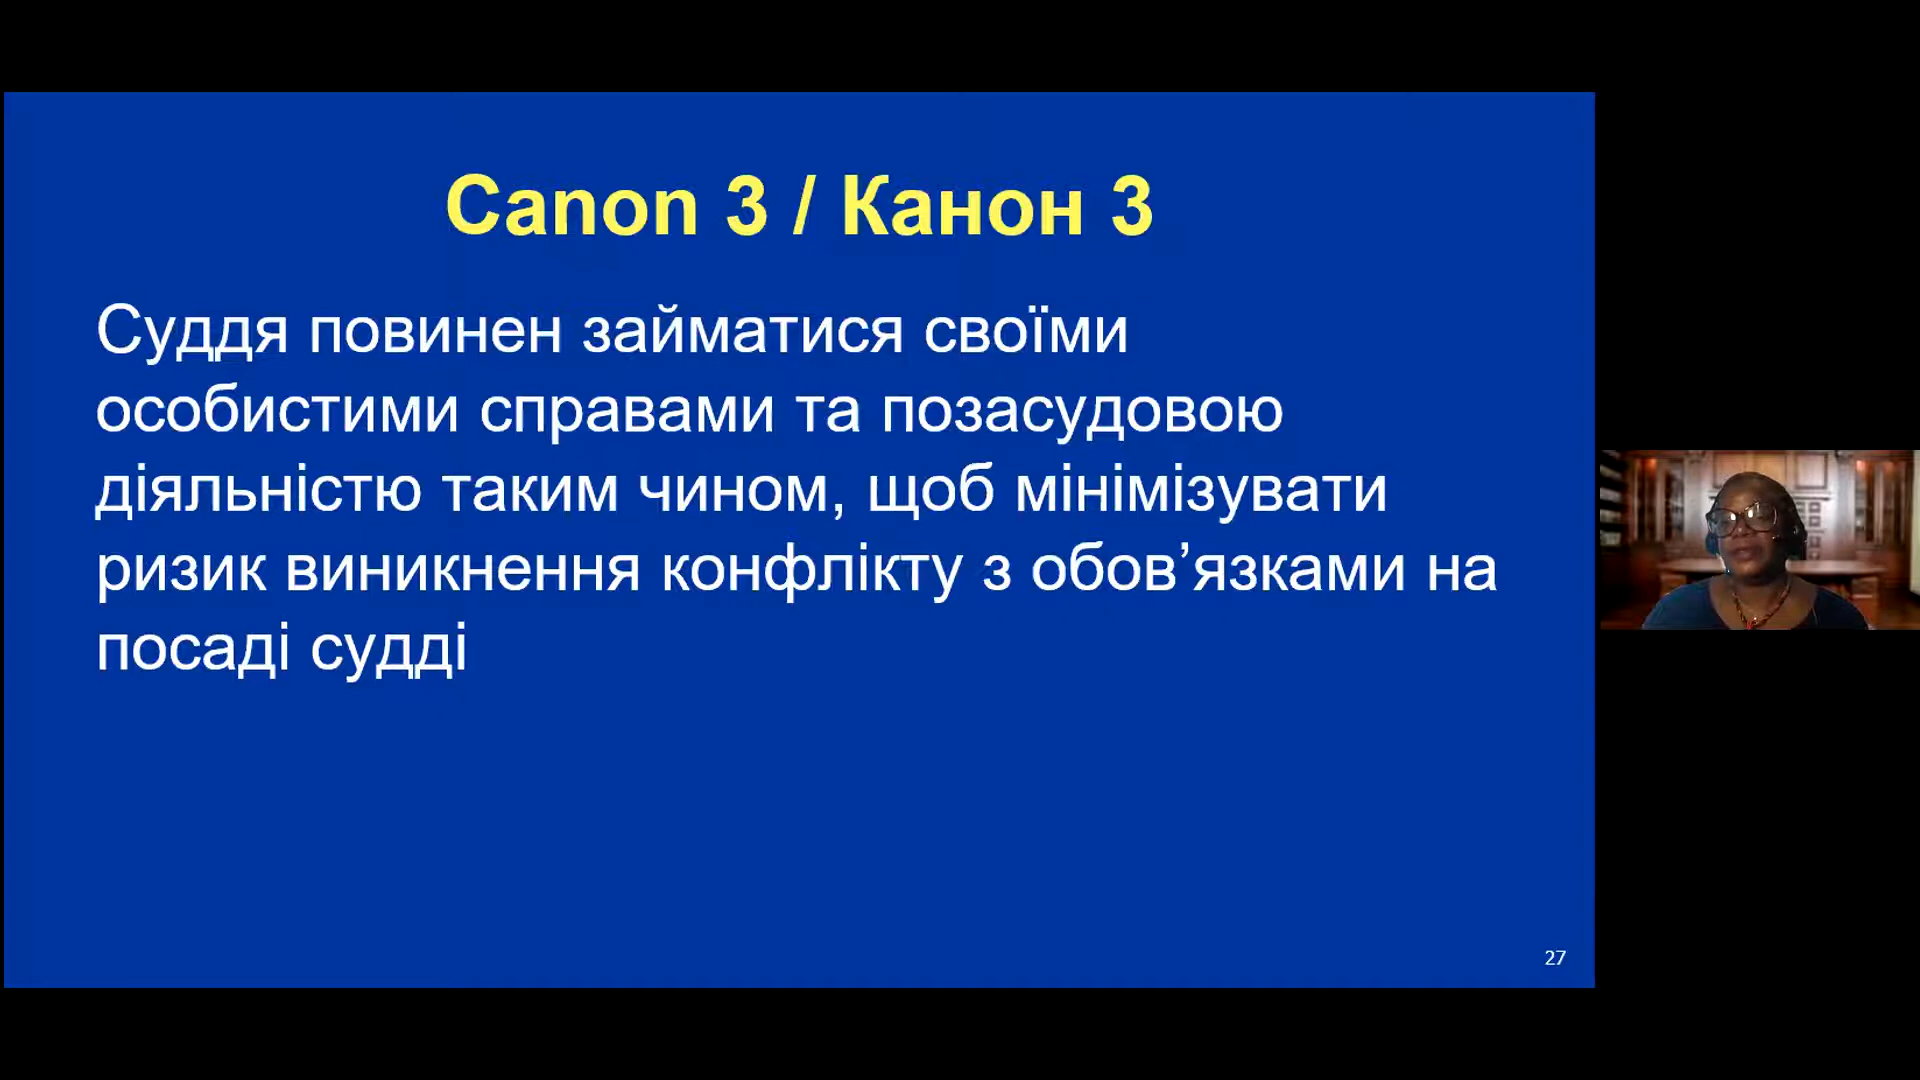 Canon 3 / Канон 3
Суддя повинен займатися своїми
особистими справами та позасудовою
діяльністю таким чином, щоб мінімізувати
ризик виникнення конфлікту з обов’язками на
посаді судді
27